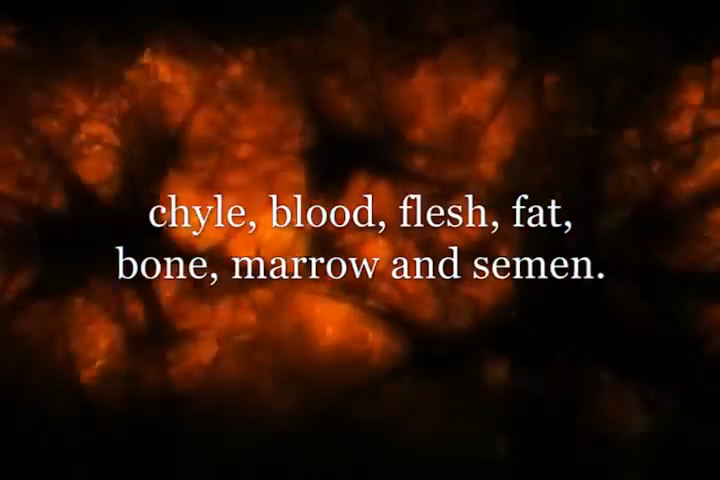 chyle, blood, flesh, fat,
bone, marrow and semen.